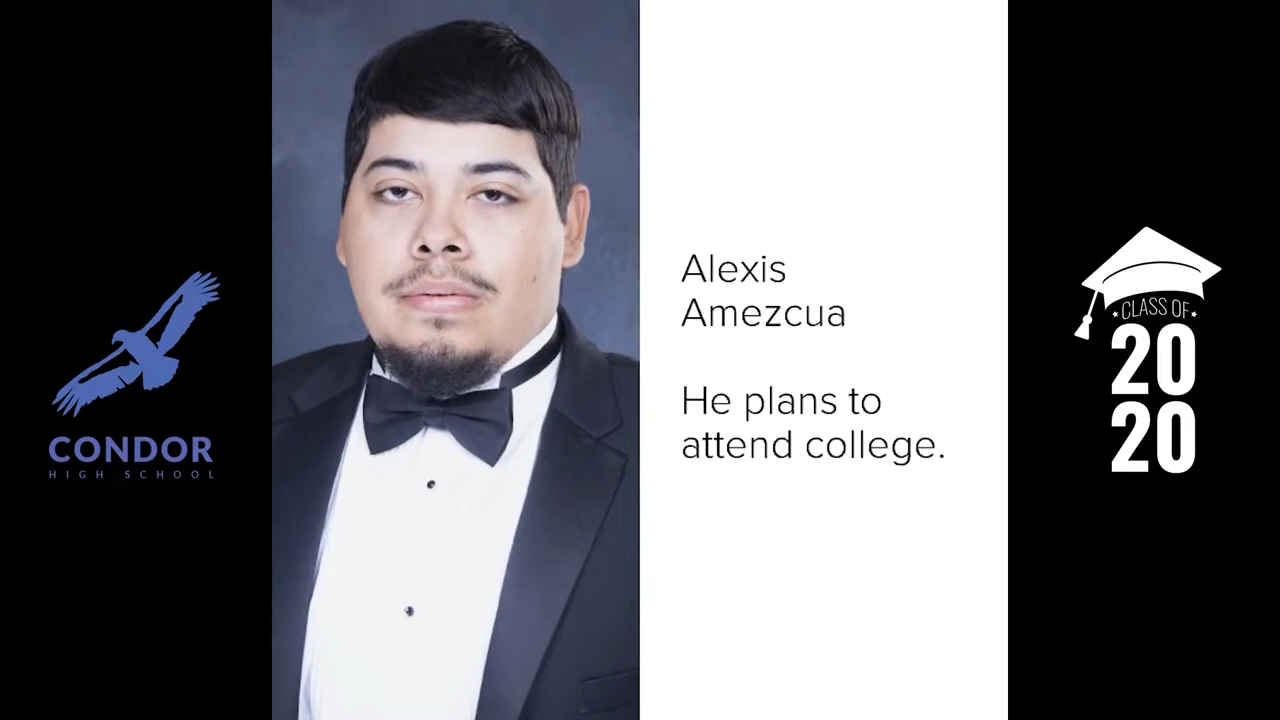 CONDOR
HIGH SCHOOL
Alexis
Amezcua
He plans to
attend college.
CLASS OF
20
20